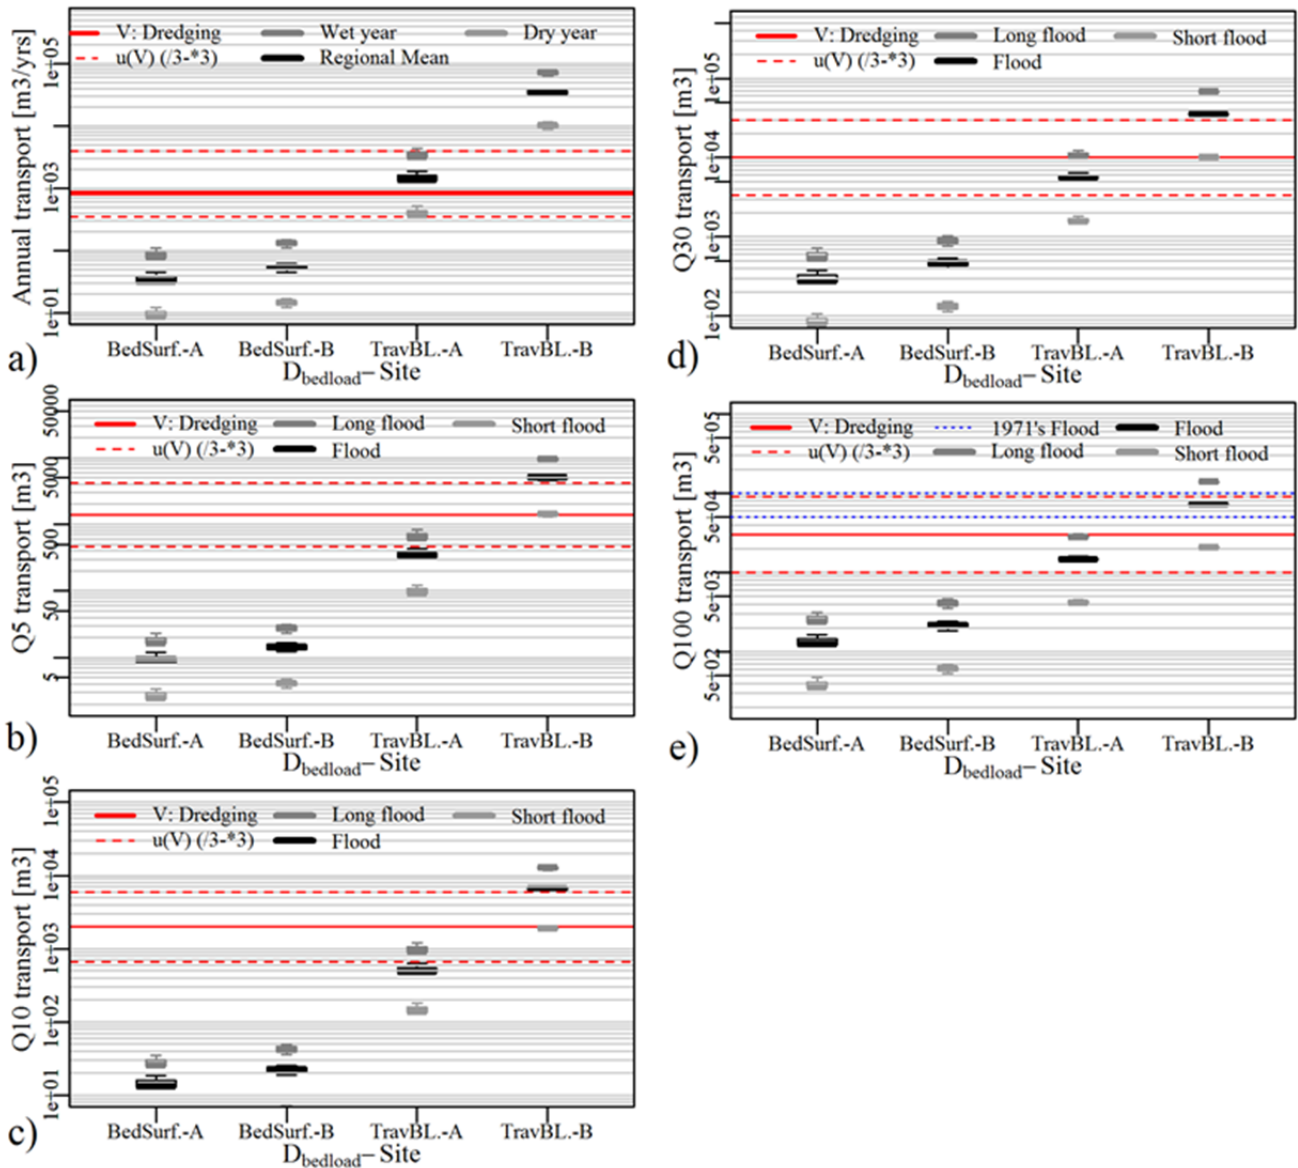 Annual transport [m3/yrs]
1e+05
1e+03
1e+01
V: Dredging Wet year Dry year
u(V) (/3-*3) Regional Mean
BedSurf.-A BedSurf.-B TravBL.-A TravBL.-B
a) Dbedload– Site
Q5 transport [m3]
50000
5000
500
50
5
V: Dredging Long flood Short flood
u(V) (/3-*3) Flood
BedSurf.-A BedSurf.-B TravBL.-A TravBL.-B
b) Dbedload– Site
Q10 transport [m3]
1e+05
1e+04
1e+03
1e+02
1e+01
V: Dredging Long flood Short flood
u(V) (/3-*3) Flood
BedSurf.-A BedSurf.-B TravBL.-A TravBL.-B
c) Dbedload– Site
Q30 transport [m3]
1e+05
1e+04
1e+03
1e+02
V: Dredging Long flood Short flood
u(V) (/3-*3) Flood
BedSurf.-A BedSurf.-B TravBL.-A TravBL.-B
d) Dbedload– Site
Q100 transport [m3]
5e+05
5e+04
5e+03
5e+02
V: Dredging 1971's Flood Flood
u(V) (/3-*3) Long flood Short flood
BedSurf.-A BedSurf.-B TravBL.-A TravBL.-B
e) Dbedload– Site